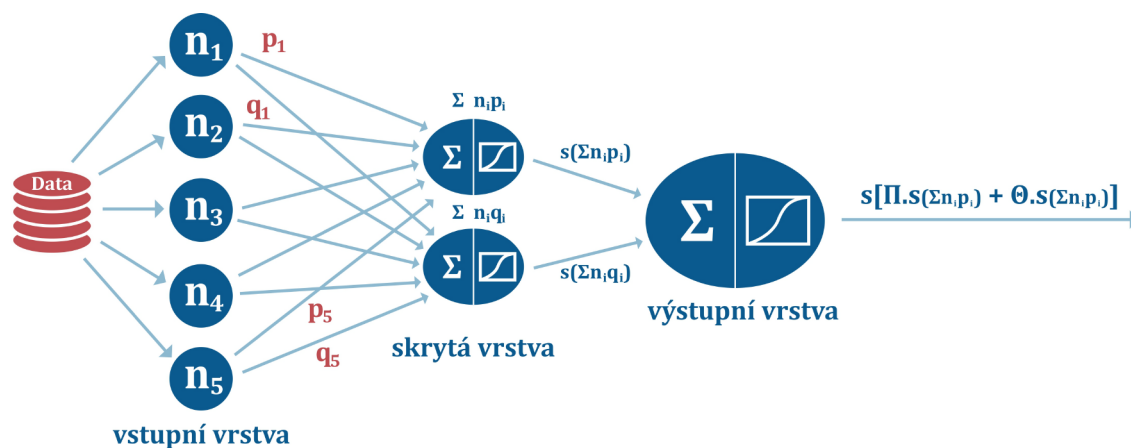 Data
n₁
n₂
n₃
n₄
n₅
vstupní vrstva
p₁
q₁
p₅
q₅
Σ nᵢpᵢ
Σ
Σ nᵢqᵢ
Σ
skrytá vrstva
s(Σnᵢpᵢ)
s(Σnᵢqᵢ)
Σ
výstupní vrstva
s[Π.s(Σnᵢpᵢ) + Θ.s(Σnᵢpᵢ)]